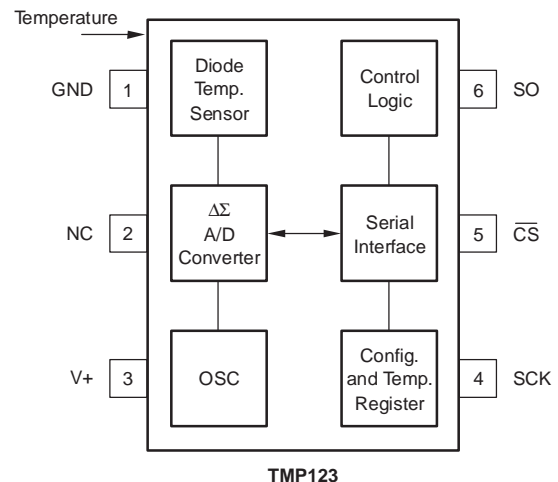 Temperature
GND
1
Diode
Temp.
Sensor
Control
Logic
6
SO
NC
2
ΔΣ
A/D
Converter
Serial
Interface
5
C̅S̅
V+
3
OSC
Config.
and Temp.
Register
4
SCK
TMP123